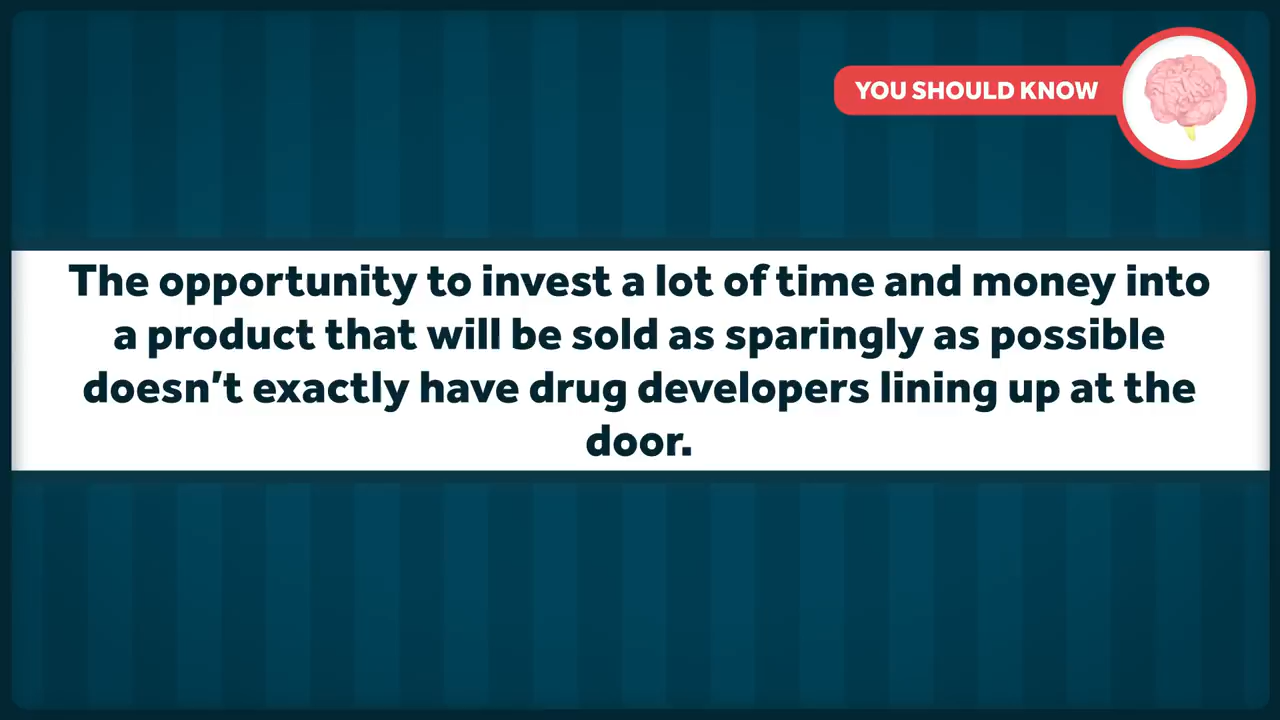 YOU SHOULD KNOW
The opportunity to invest a lot of time and money into
a product that will be sold as sparingly as possible
doesn’t exactly have drug developers lining up at the
door.